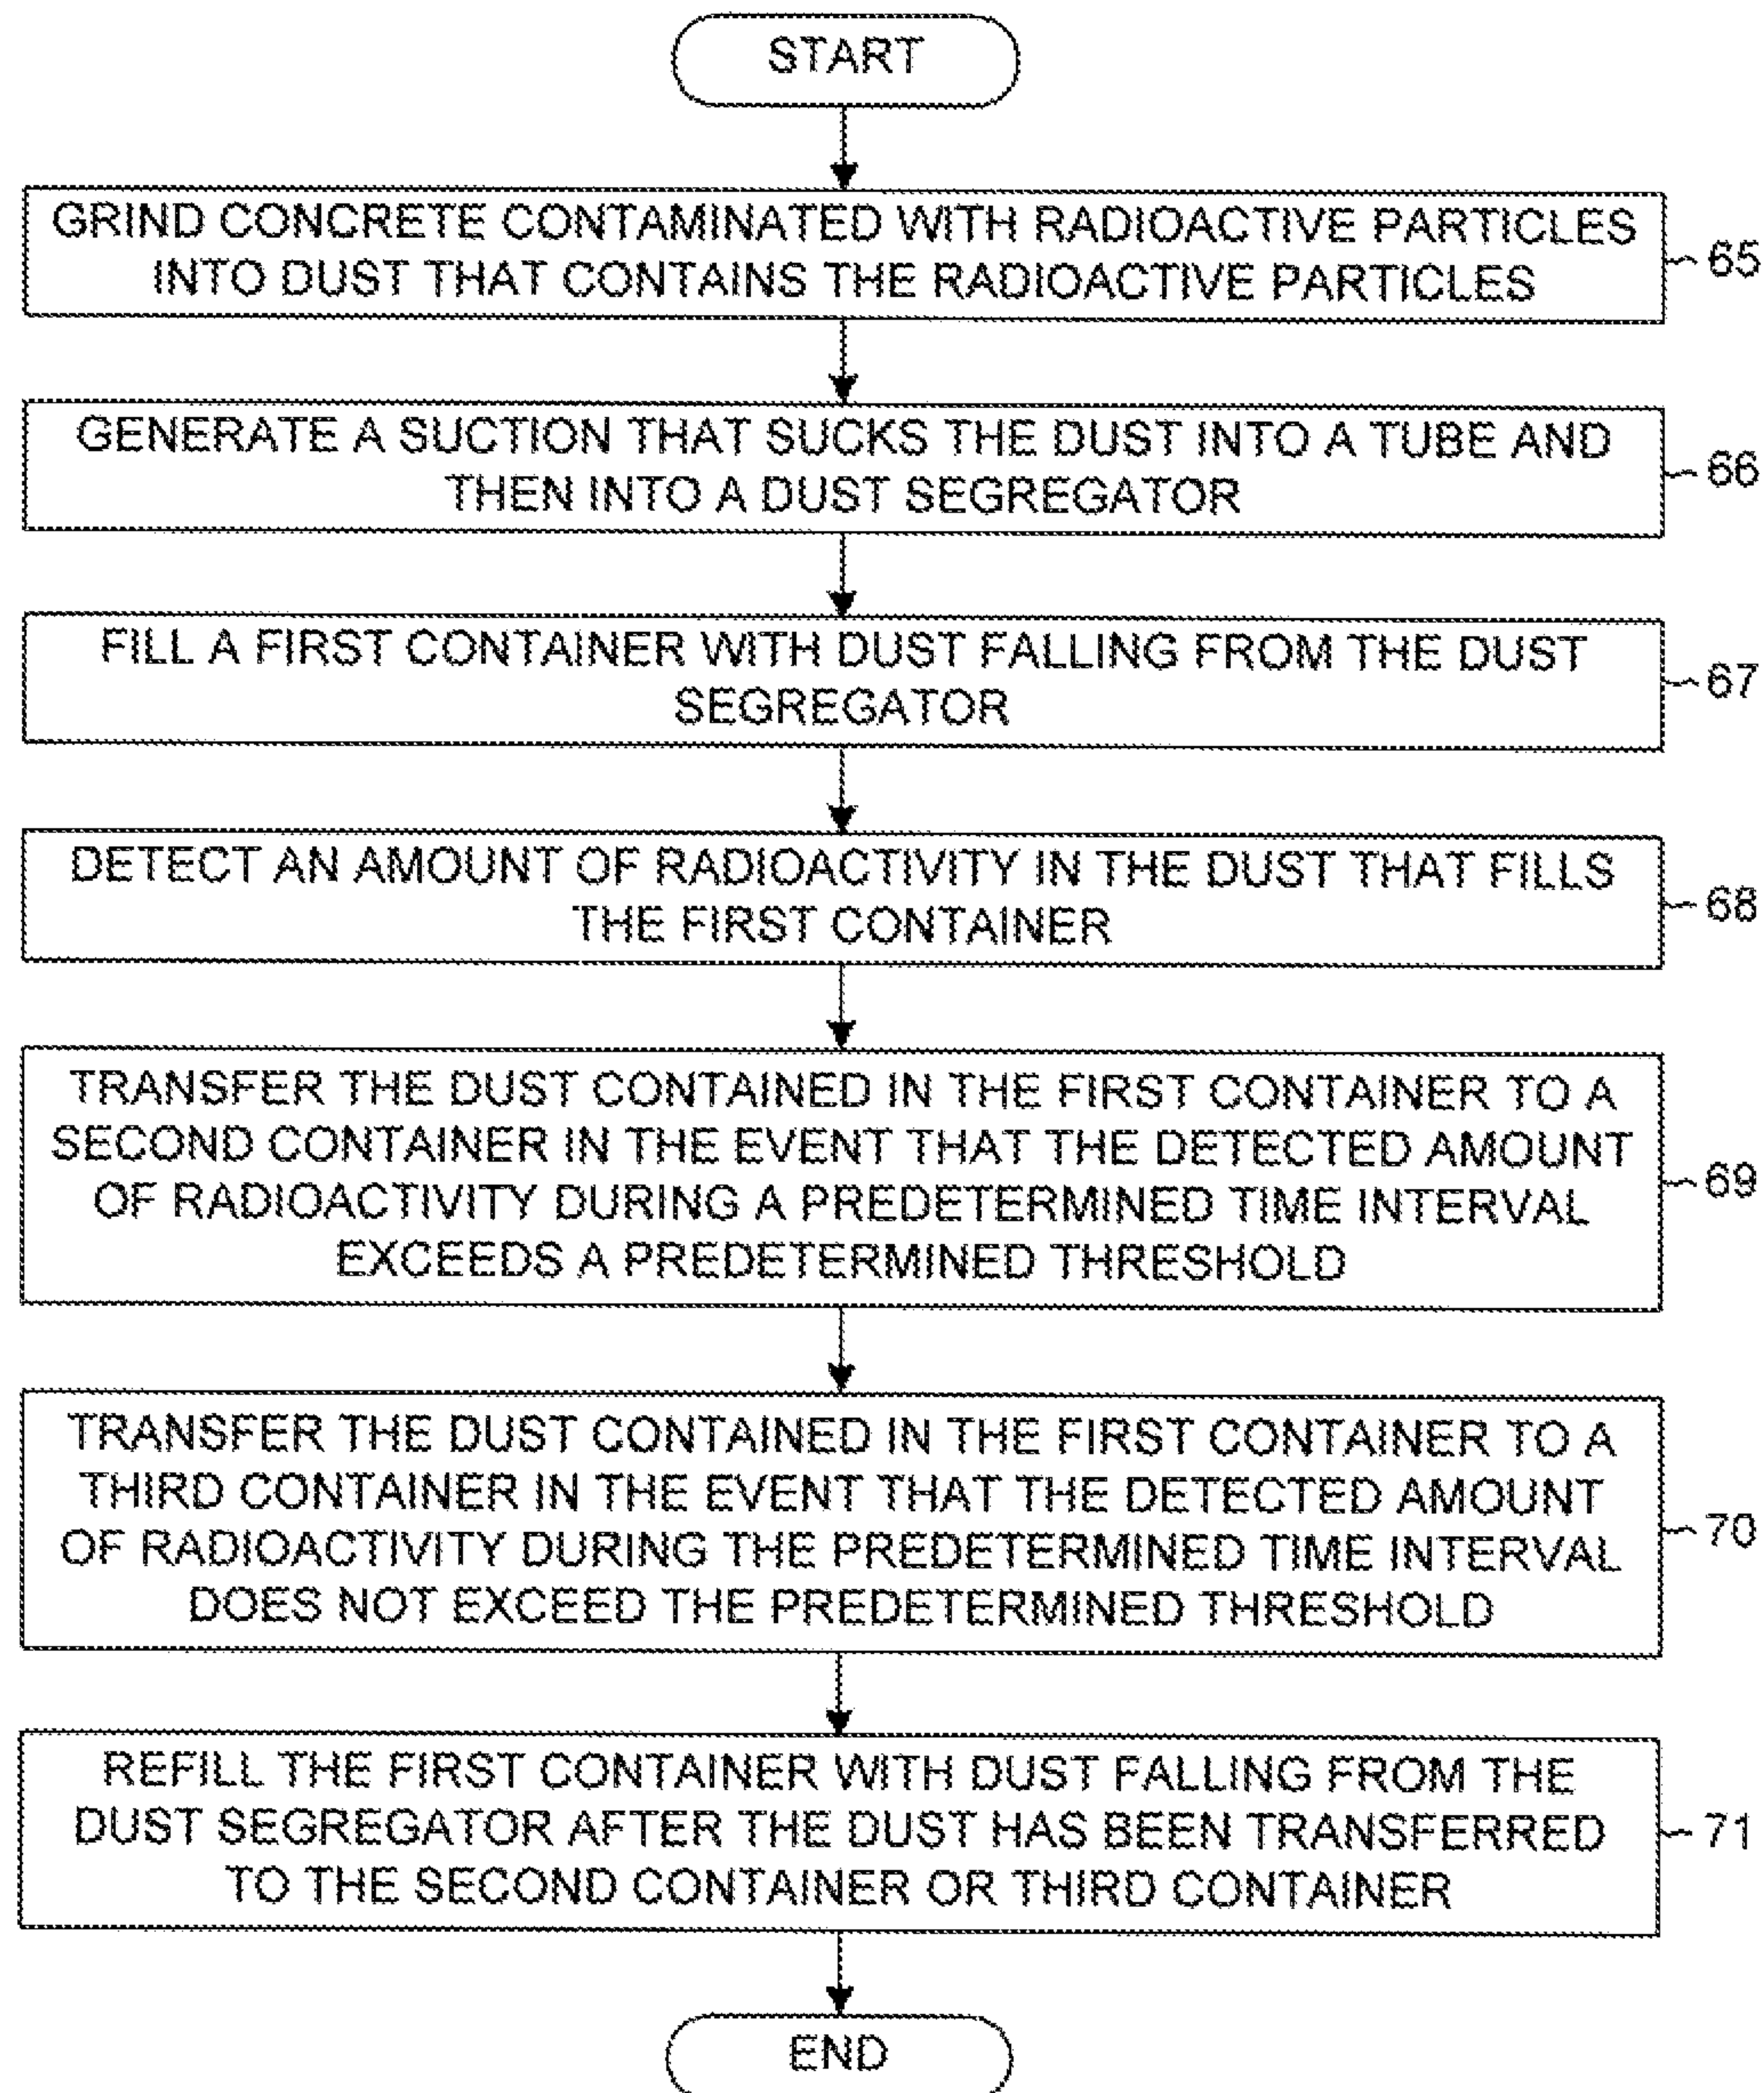 START
GRIND CONCRETE CONTAMINATED WITH RADIOACTIVE PARTICLES
INTO DUST THAT CONTAINS THE RADIOACTIVE PARTICLES
65
GENERATE A SUCTION THAT SUCKS THE DUST INTO A TUBE AND
THEN INTO A DUST SEGREGATOR
66
FILL A FIRST CONTAINER WITH DUST FALLING FROM THE DUST
SEGREGATOR
67
DETECT AN AMOUNT OF RADIOACTIVITY IN THE DUST THAT FILLS
THE FIRST CONTAINER
68
TRANSFER THE DUST CONTAINED IN THE FIRST CONTAINER TO A
SECOND CONTAINER IN THE EVENT THAT THE DETECTED AMOUNT
OF RADIOACTIVITY DURING A PREDETERMINED TIME INTERVAL
EXCEEDS A PREDETERMINED THRESHOLD
69
TRANSFER THE DUST CONTAINED IN THE FIRST CONTAINER TO A
THIRD CONTAINER IN THE EVENT THAT THE DETECTED AMOUNT
OF RADIOACTIVITY DURING THE PREDETERMINED TIME INTERVAL
DOES NOT EXCEED THE PREDETERMINED THRESHOLD
70
REFILL THE FIRST CONTAINER WITH DUST FALLING FROM THE
DUST SEGREGATOR AFTER THE DUST HAS BEEN TRANSFERRED
TO THE SECOND CONTAINER OR THIRD CONTAINER
71
END